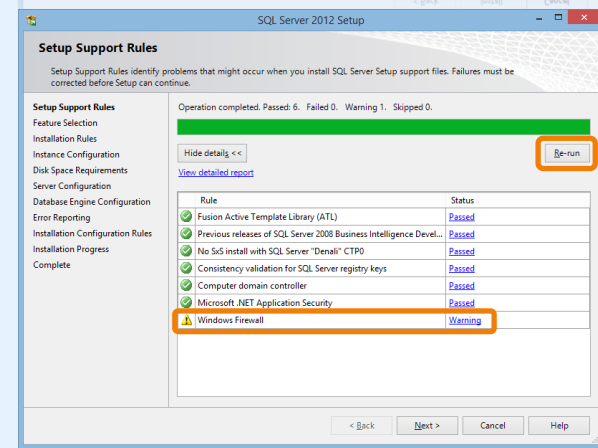 SQL Server 2012 Setup
Setup Support Rules
Setup Support Rules identify problems that might occur when you install SQL Server Setup support files. Failures must be
corrected before Setup can continue.
Setup Support Rules
Feature Selection
Installation Rules
Instance Configuration
Disk Space Requirements
Server Configuration
Database Engine Configuration
Error Reporting
Installation Configuration Rules
Installation Progress
Complete
Operation completed. Passed: 6. Failed 0. Warning 1. Skipped 0.
Hide details <<
Re-run
View detailed report
Rule Status
Fusion Active Template Library (ATL) Passed
Previous releases of SQL Server 2008 Business Intelligence Devel... Passed
No SxS install with SQL Server "Denali" CTP0 Passed
Consistency validation for SQL Server registry keys Passed
Computer domain controller Passed
Microsoft .NET Application Security Passed
Windows Firewall Warning
< Back Next > Cancel Help